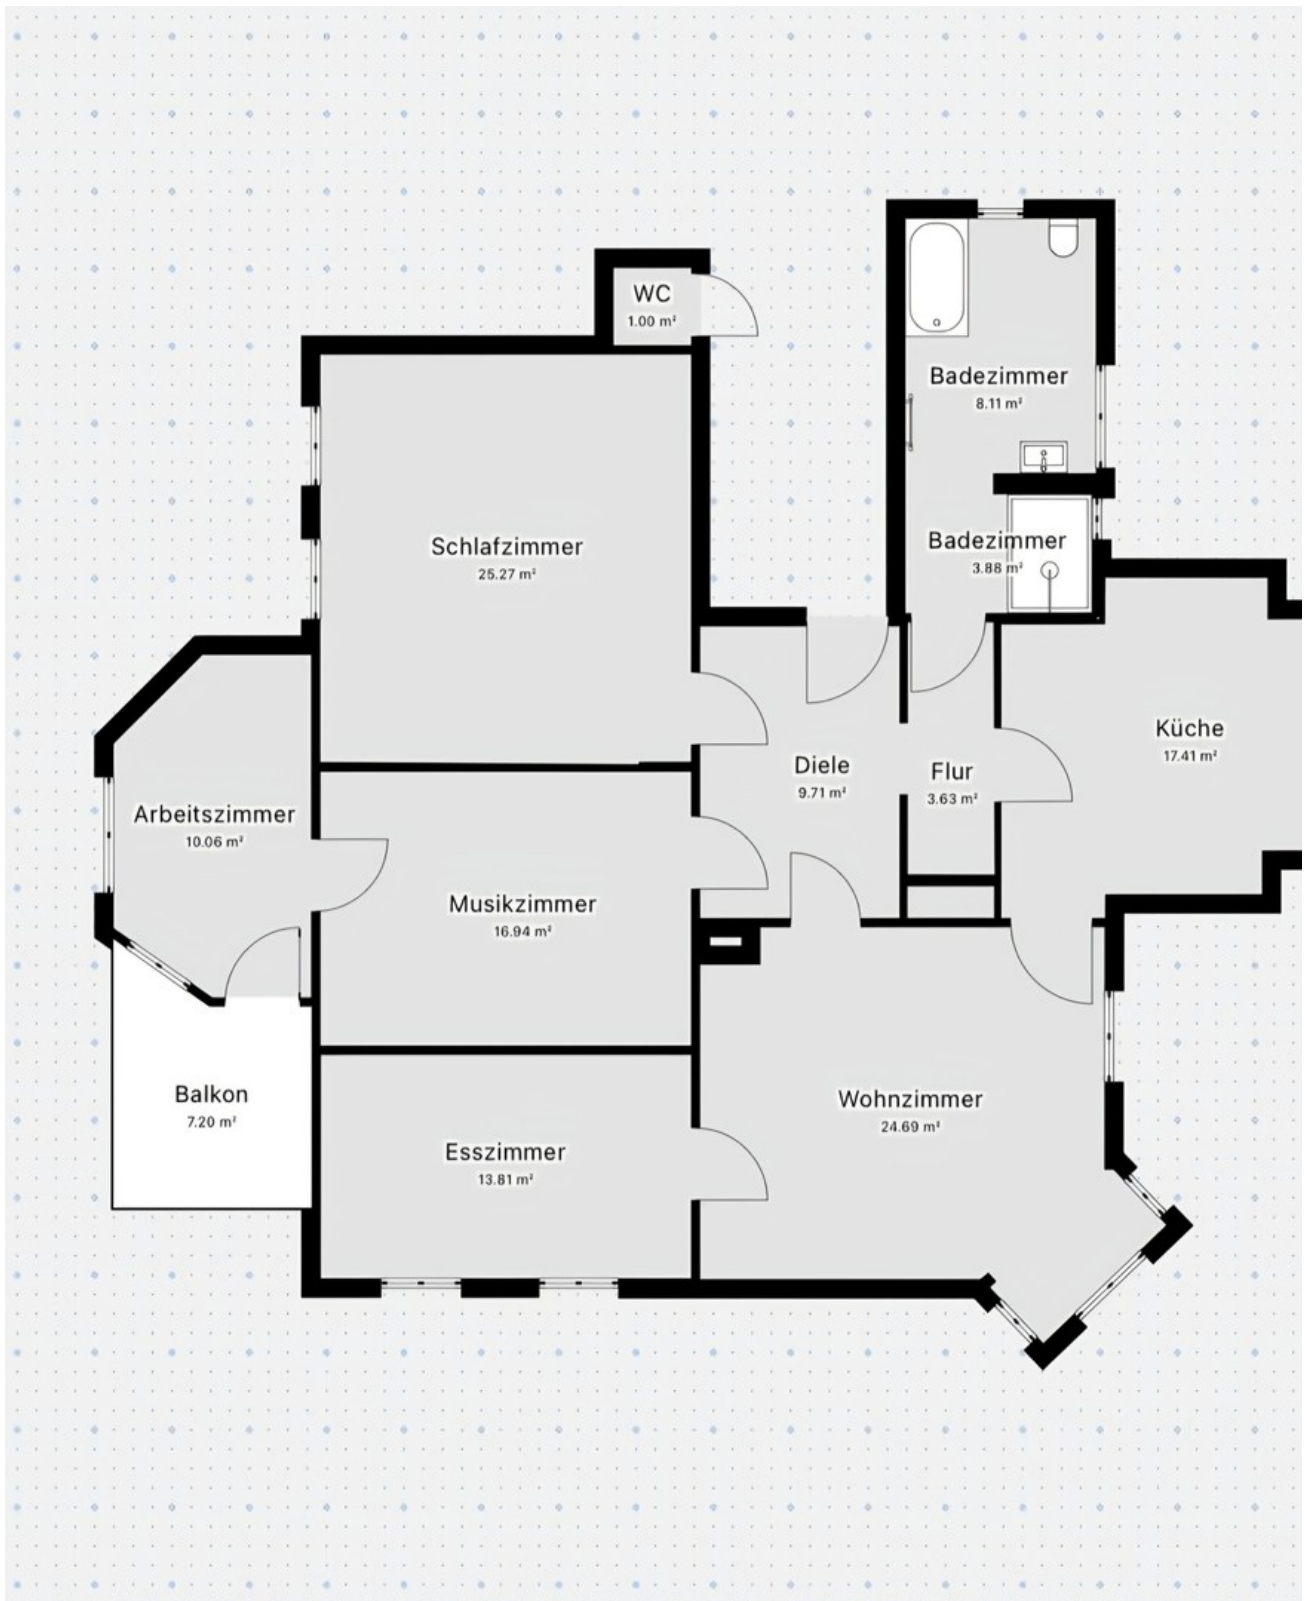 WC
1.00 m²
Badezimmer
8.11 m²
Schlafzimmer
25.27 m²
Badezimmer
3.88 m²
Küche
17.41 m²
Diele
9.71 m²
Flur
3.63 m²
Arbeitszimmer
10.06 m²
Musikzimmer
16.94 m²
Balkon
7.20 m²
Wohnzimmer
24.69 m²
Esszimmer
13.81 m²